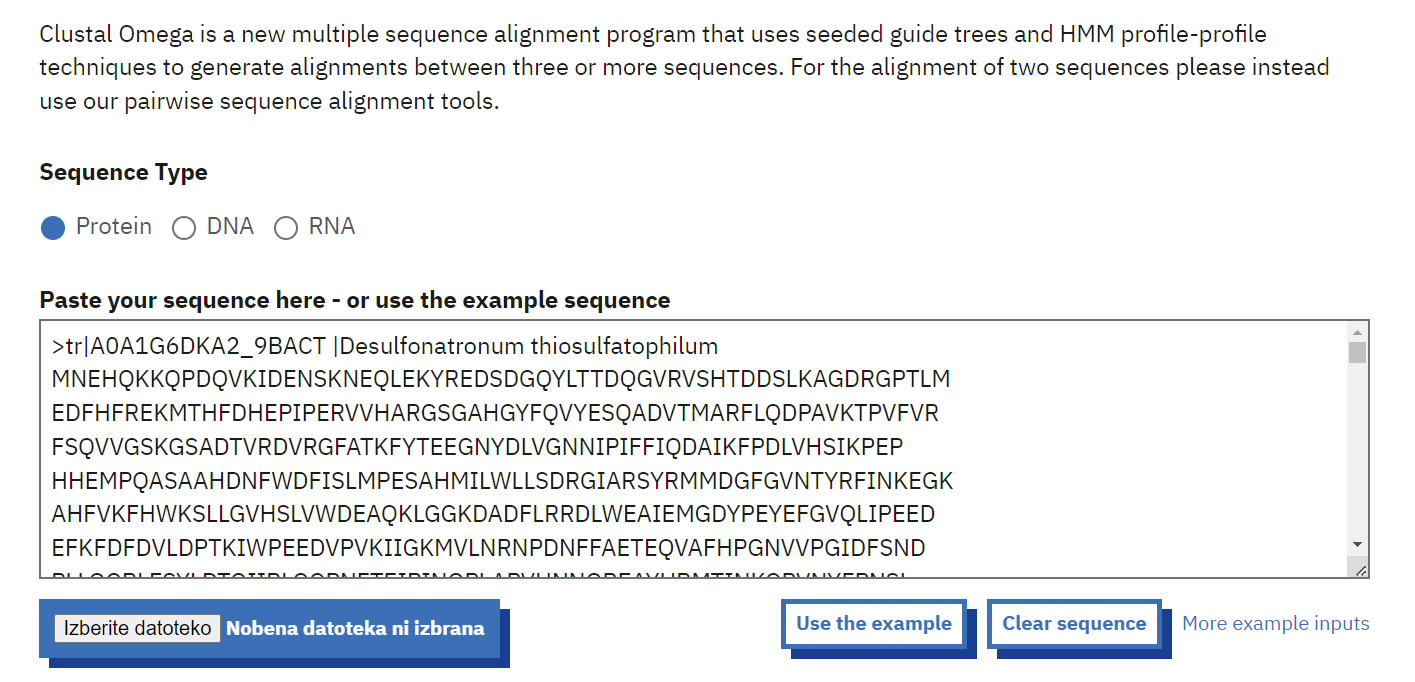 Clustal Omega is a new multiple sequence alignment program that uses seeded guide trees and HMM profile-profile
techniques to generate alignments between three or more sequences. For the alignment of two sequences please instead
use our pairwise sequence alignment tools.
Sequence Type
Protein DNA RNA
Paste your sequence here - or use the example sequence
>tr|A0A1G6DKA2_9BACT |Desulfonatronum thiosulfatophilum
MNEHQKKQPDQVKIDENSKNEQLEKYREDSDGQYLTTDQGVRVSHTDDSLKAGDRGPTLM
EDFHFREKMTHFDHEPIPERVVHARGSGAHGYFQVYESQADVTMARFLQDPAVKTPVFVR
FSQVVGSKGSADTVRDVRGFATKFYTEEGNYDLVGNNIPIFFIQDAIKFPDLVHSIKPEP
HHEMPQASAAHDNFWDFISLMPESAHMILWLLSDRGIARSYRMMDGFGVNTYRFINKEGK
AHFVKFHWKSLLGVHSLVWDEAQKLGGKDADFLRRDLWEAIEMGDYPEYEFGVQLIPEED
EFKFDFDVLDPTKIWPEEDVPVKIIGKMVLNRNPDNFFAETEQVAFHPGNVVPGIDFSND
Izberite datoteko Nobena datoteka ni izbrana
Use the example Clear sequence More example inputs